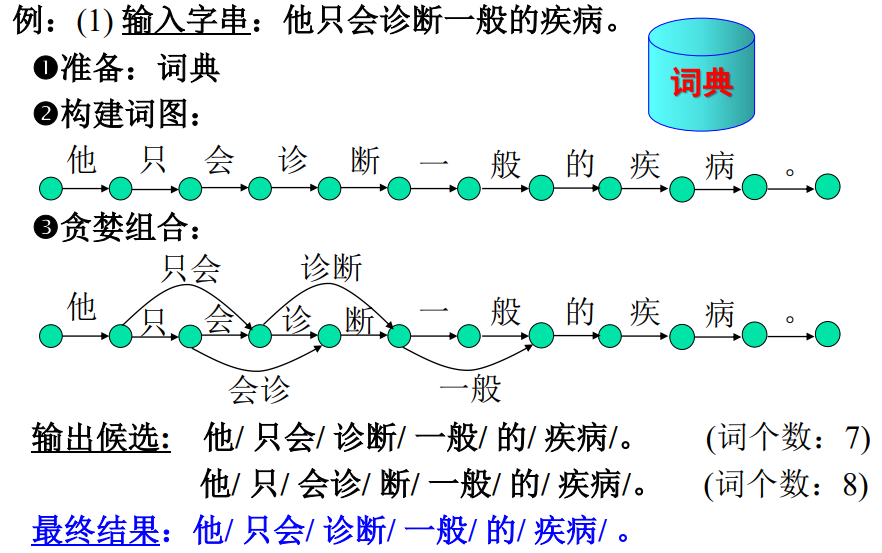 例：(1) 输入字串：他只会诊断一般的疾病。
❶准备：词典
词典
❷构建词图：
他 只 会 诊 断 一 般 的 疾 病 。
❸贪婪组合：
只会 诊断
他 只 会 诊 断 一 般 的 疾 病 。
会诊 一般
输出候选: 他/ 只会/ 诊断/ 一般/ 的/ 疾病/。 (词个数：7)
他/ 只/ 会诊/ 断/ 一般/ 的/ 疾病/。 (词个数：8)
最终结果：他/ 只会/ 诊断/ 一般/ 的/ 疾病/ 。